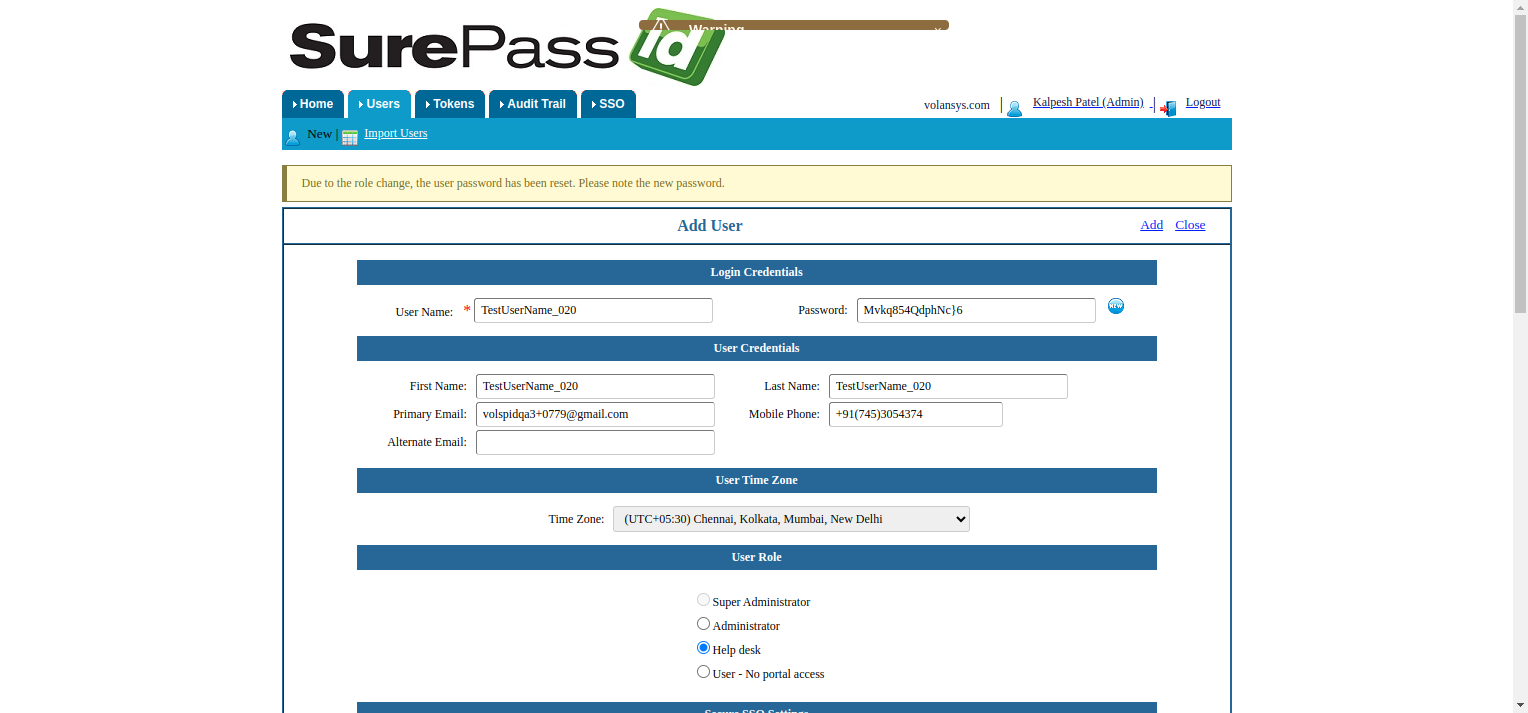 SurePass id
Warning ×
Home Users Tokens Audit Trail SSO volansys.com | Kalpesh Patel (Admin) - | Logout
New | Import Users
Due to the role change, the user password has been reset. Please note the new password.
Add User Add Close
Login Credentials
User Name: * TestUserName_020 Password: Mvkq854QdphNc}6 NEW
User Credentials
First Name: TestUserName_020 Last Name: TestUserName_020
Primary Email: volspidqa3+0779@gmail.com Mobile Phone: +91(745)3054374
Alternate Email:
User Time Zone
Time Zone: (UTC+05:30) Chennai, Kolkata, Mumbai, New Delhi
User Role
Super Administrator
Administrator
Help desk
User - No portal access
Secure SSO Settings